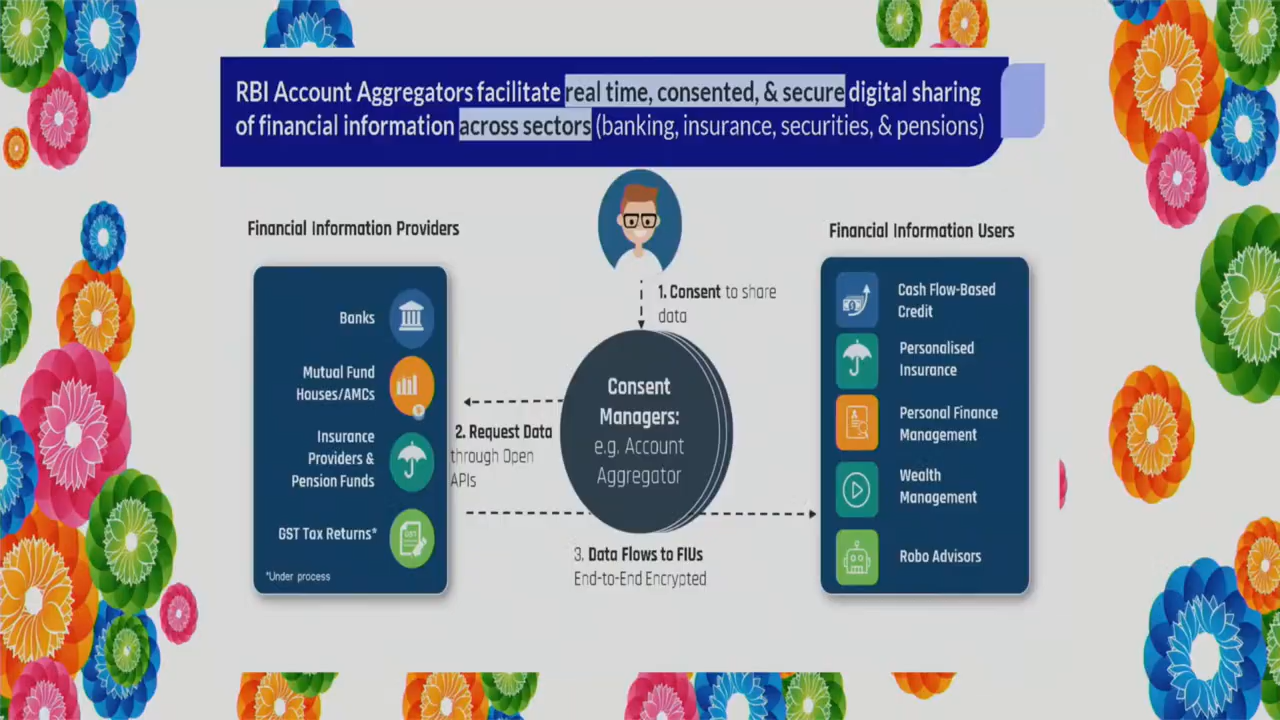 RBI Account Aggregators facilitate real time, consented, & secure digital sharing
of financial information across sectors (banking, insurance, securities, & pensions)
Financial Information Providers
Banks
Mutual Fund
Houses/AMCs
Insurance
Providers &
Pension Funds
GST Tax Returns*
GST
*Under process
1. Consent to share
data
Consent
Managers:
e.g. Account
Aggregator
2. Request Data
through Open
APIs
3. Data Flows to FIUs
End-to-End Encrypted
Financial Information Users
Cash Flow-Based
Credit
Personalised
Insurance
Personal Finance
Management
Wealth
Management
Robo Advisors